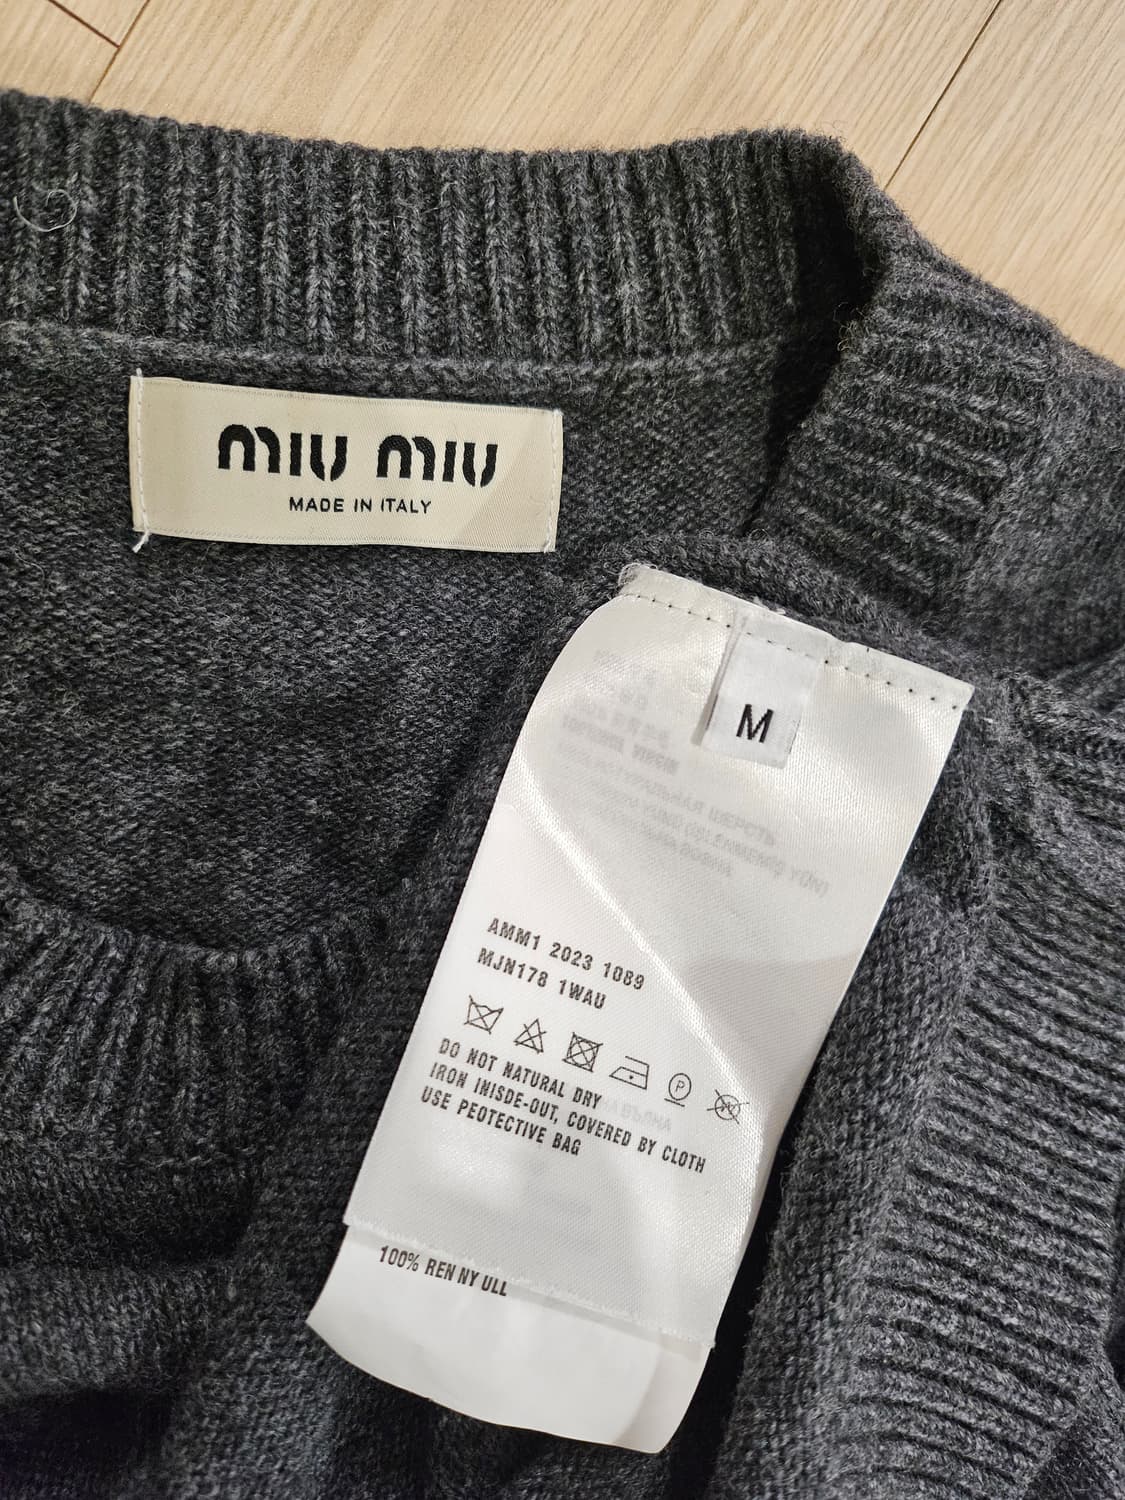 miu miu
MADE IN ITALY
M
AMM1 2023 1089
MJN178 1WAU
DO NOT NATURAL DRY
IRON INISDE-OUT, COVERED BY CLOTH
USE PEOTECTIVE BAG
100% REN NY ULL